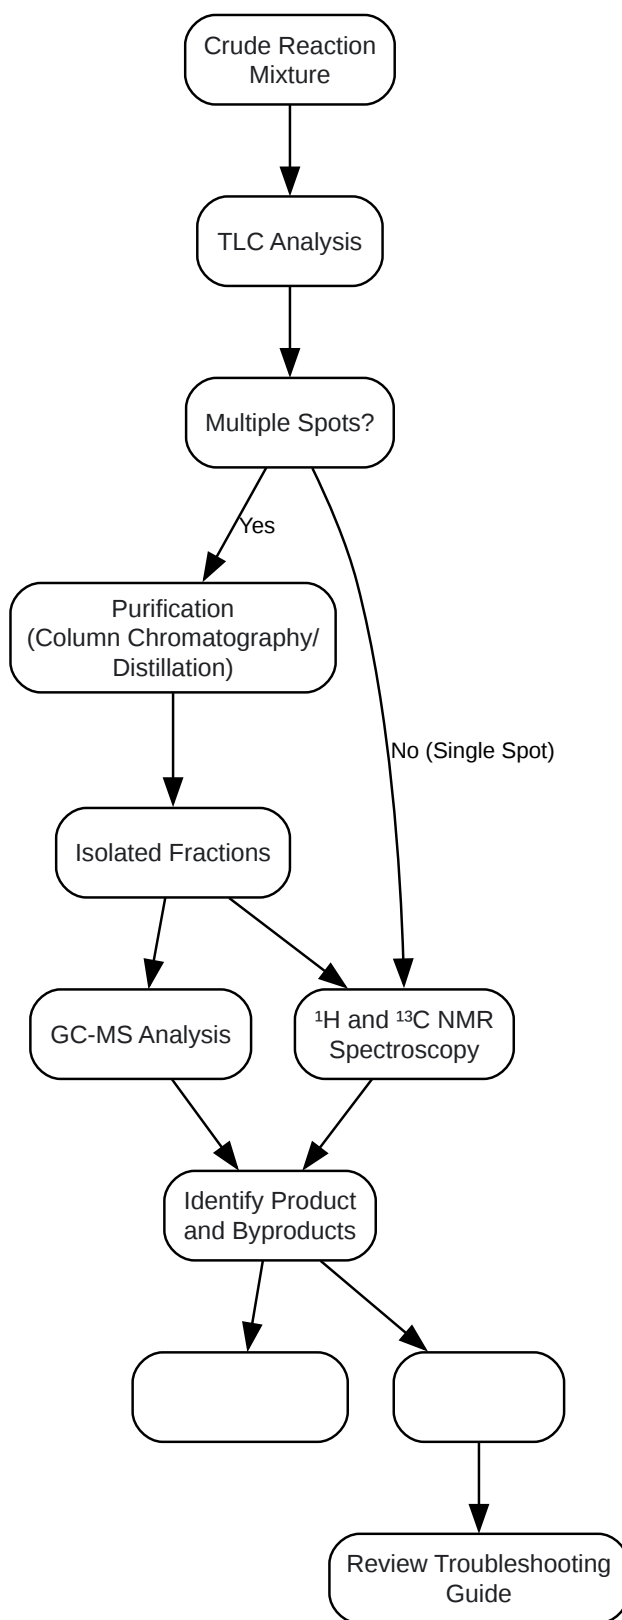 Crude Reaction
Mixture
TLC Analysis
Multiple Spots?
Yes
Purification
(Column Chromatography/
Distillation)
No (Single Spot)
Isolated Fractions
GC-MS Analysis
¹H and ¹³C NMR
Spectroscopy
Identify Product
and Byproducts
Review Troubleshooting
Guide